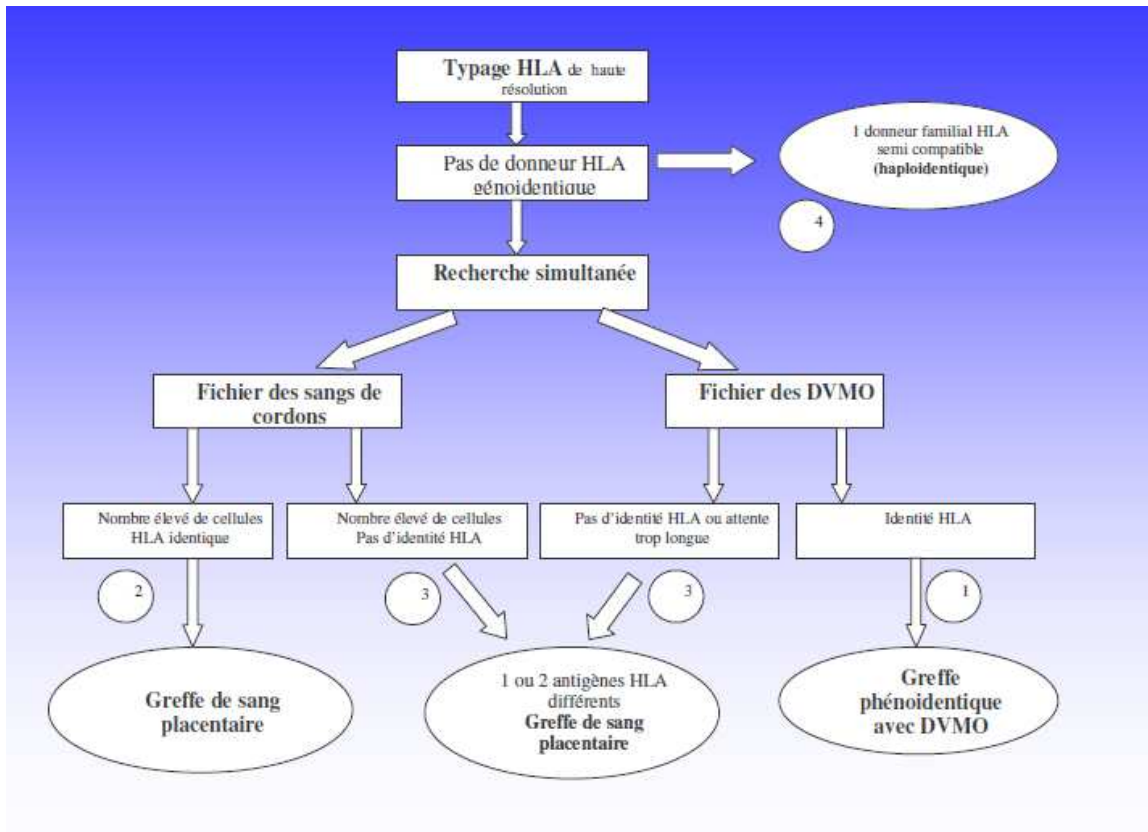 Typage HLA de haute
résolution
Pas de donneur HLA
génoidentique
1 donneur familial HLA
semi compatible
(haploidentique)
4
Recherche simultanée
Fichier des sangs de
cordons
Fichier des DVMO
Nombre élevé de cellules
HLA identique
Nombre élevé de cellules
Pas d'identité HLA
Pas d'identité HLA ou attente
trop longue
Identité HLA
2
3
3
1
Greffe de sang
placentaire
1 ou 2 antigènes HLA
différents
Greffe de sang
placentaire
Greffe
phénoidentique
avec DVMO